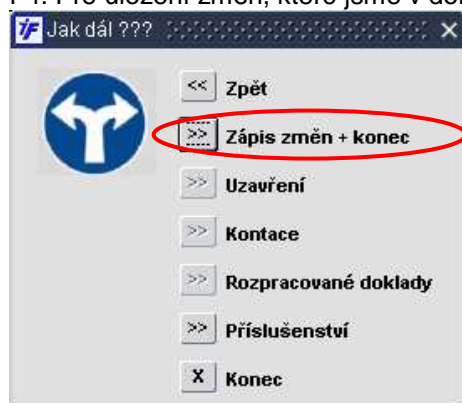 Jak dál ???
<< Zpět
>> Zápis změn + konec
>> Uzavření
>> Kontace
>> Rozpracované doklady
>> Příslušenství
X Konec